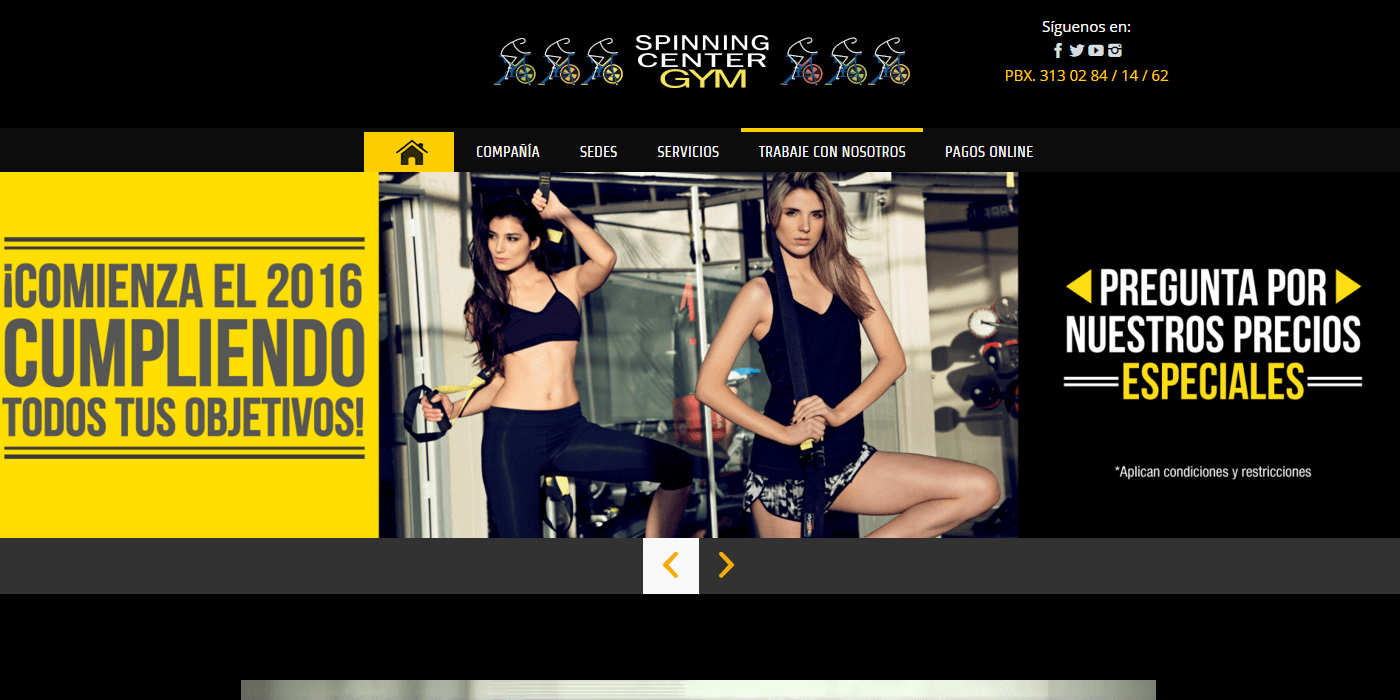 SPINNING
CENTER
GYM
Síguenos en:
PBX. 313 02 84 / 14 / 62
COMPAÑÍA
SEDES
SERVICIOS
TRABAJE CON NOSOTROS
PAGOS ONLINE
¡COMIENZA EL 2016
CUMPLIENDO
TODOS TUS OBJETIVOS!
PREGUNTA POR
NUESTROS PRECIOS
ESPECIALES
*Aplican condiciones y restricciones